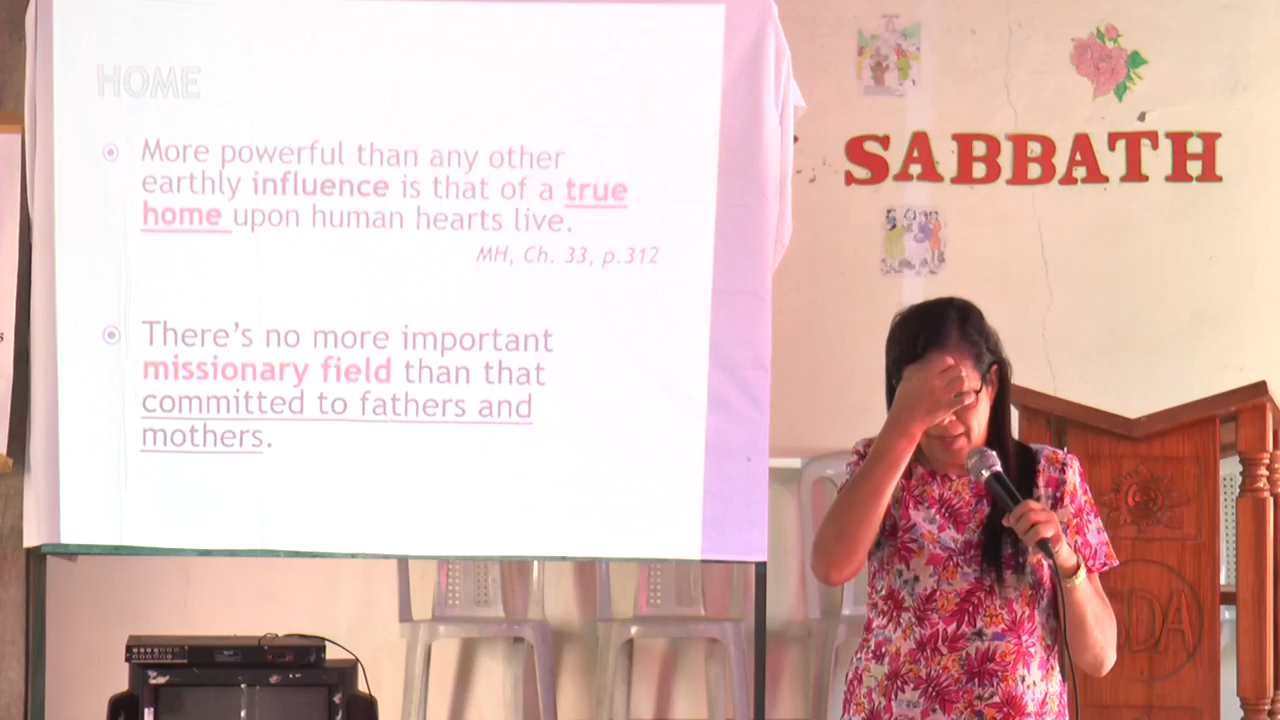 HOME
More powerful than any other
earthly influence is that of a true
home upon human hearts live.
MH, Ch. 33, p.312
There's no more important
missionary field than that
committed to fathers and
mothers.
SABBATH
SDA